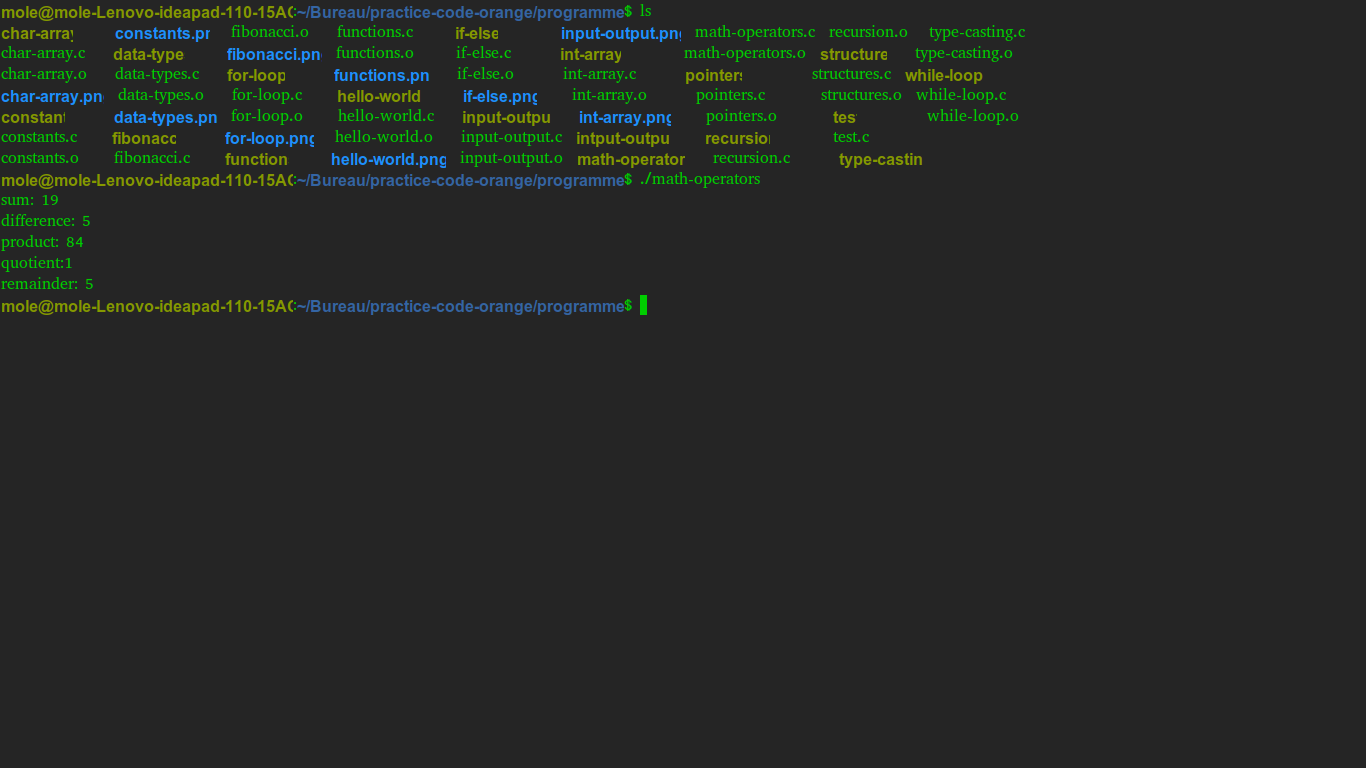 mole@mole-Lenovo-ideapad-110-15AC:~/Bureau/practice-code-orange/programme$ ls
char-array constants.pn fibonacci.o functions.c if-else input-output.png math-operators.c recursion.o type-casting.c
char-array.c data-type fibonacci.png functions.o if-else.c int-array math-operators.o structure type-casting.o
char-array.o data-types.c for-loop functions.pn if-else.o int-array.c pointers structures.c while-loop
char-array.pn data-types.o for-loop.c hello-world if-else.png int-array.o pointers.c structures.o while-loop.c
constant data-types.pn for-loop.o hello-world.c input-outpu int-array.png pointers.o tes while-loop.o
constants.c fibonacc for-loop.png hello-world.o input-output.c intput-outpu recursion test.c
constants.o fibonacci.c function hello-world.png input-output.o math-operator recursion.c type-castin
mole@mole-Lenovo-ideapad-110-15AC:~/Bureau/practice-code-orange/programme$ ./math-operators
sum: 19
difference: 5
product: 84
quotient:1
remainder: 5
mole@mole-Lenovo-ideapad-110-15AC:~/Bureau/practice-code-orange/programme$